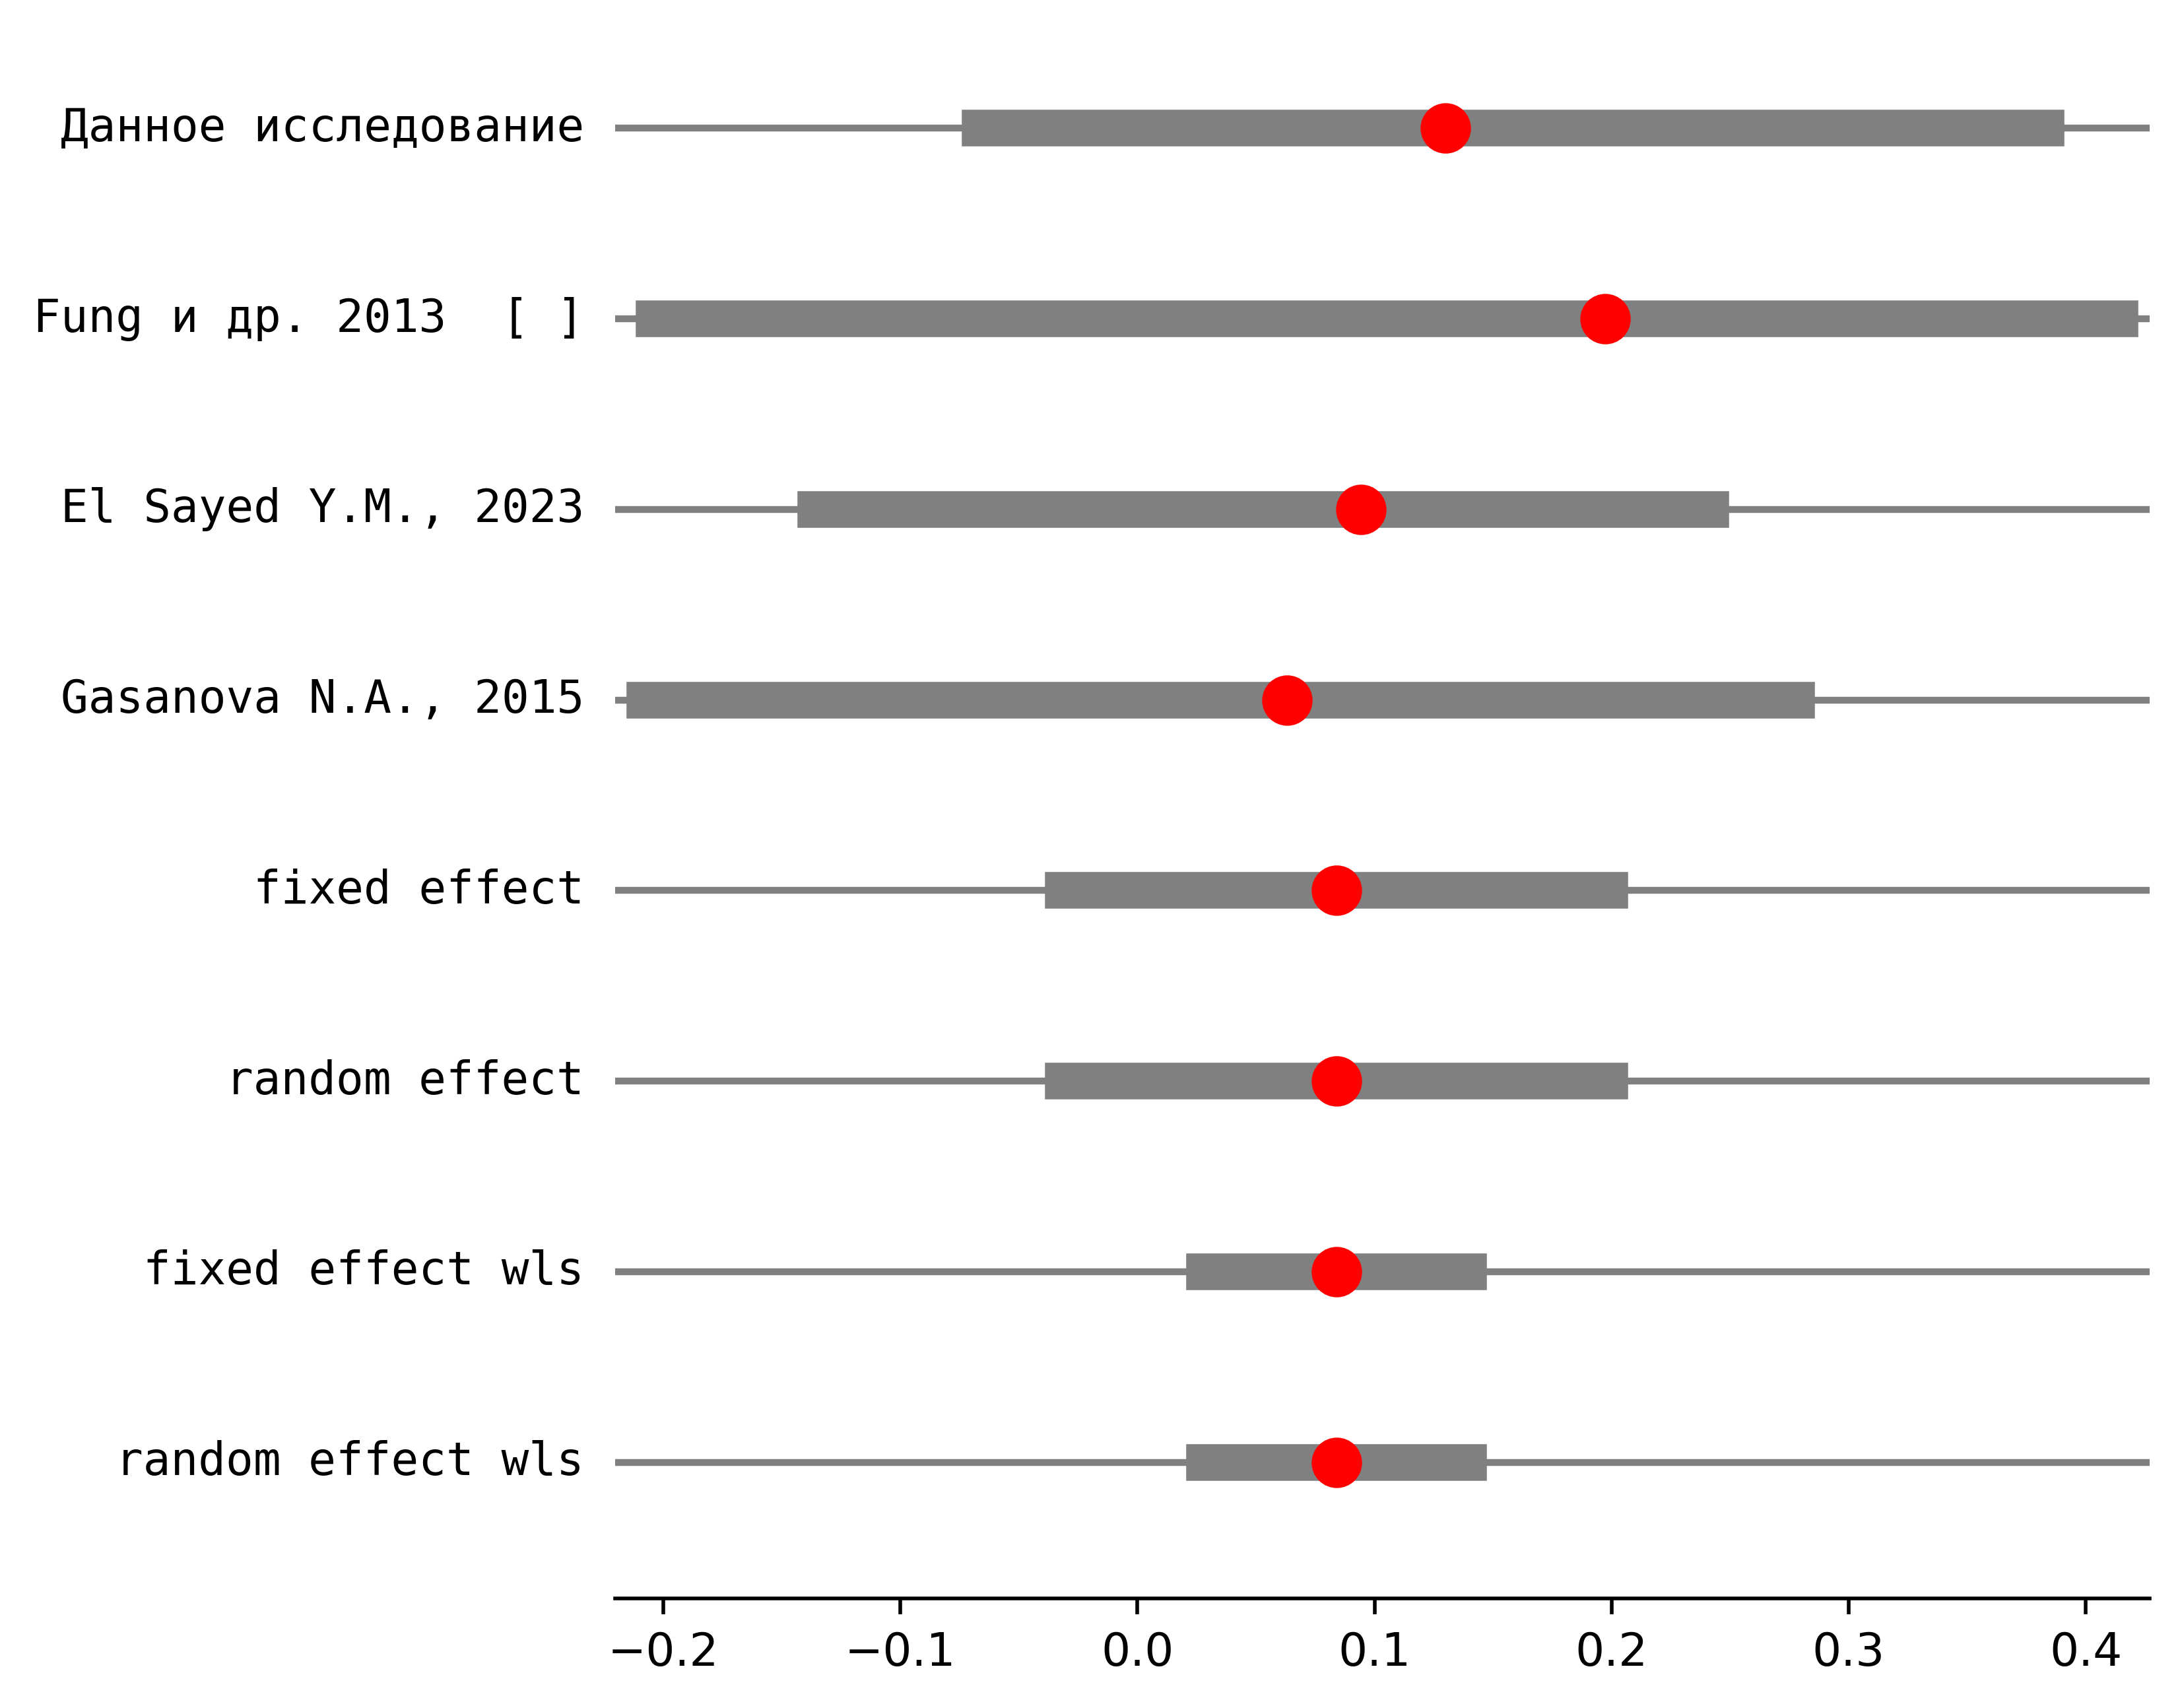 Данное исследование
Fung и др. 2013  [ ]
El Sayed Y.M., 2023
Gasanova N.A., 2015
fixed effect
random effect
fixed effect wls
random effect wls
−0.2 −0.1 0.0 0.1 0.2 0.3 0.4